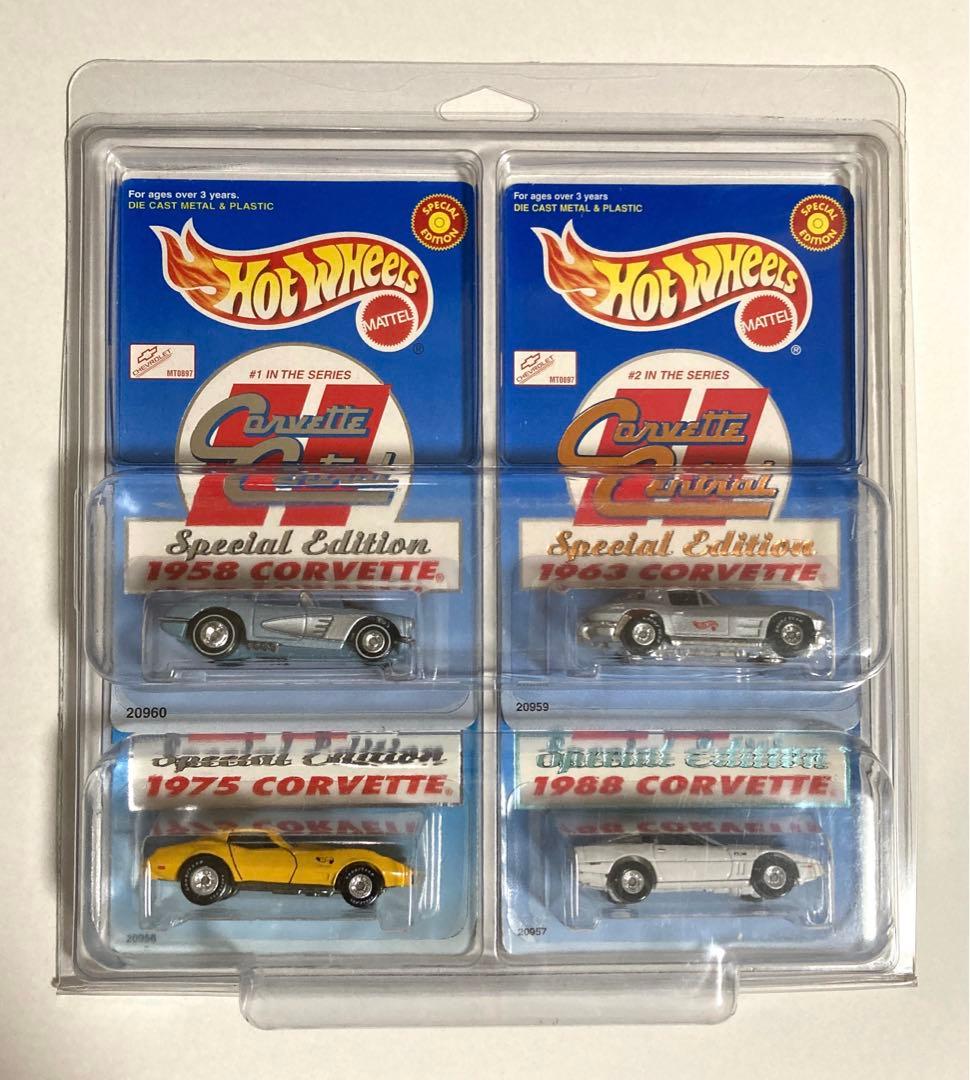 For ages over 3 years.
DIE CAST METAL & PLASTIC
SPECIAL EDITION
HOT WHEELS
MATTEL
®
CHEVROLET
MT0897
#1 IN THE SERIES
Corvette
Central
Special Edition
1958 CORVETTE®
20960
For ages over 3 years
DIE CAST METAL & PLASTIC
SPECIAL EDITION
HOT WHEELS
MATTEL
®
CHEVROLET
MT0897
#2 IN THE SERIES
Corvette
Central
Special Edition
1963 CORVETTE
20959
Special Edition
1975 CORVETTE®
Special Edition
1988 CORVETTE®
20957